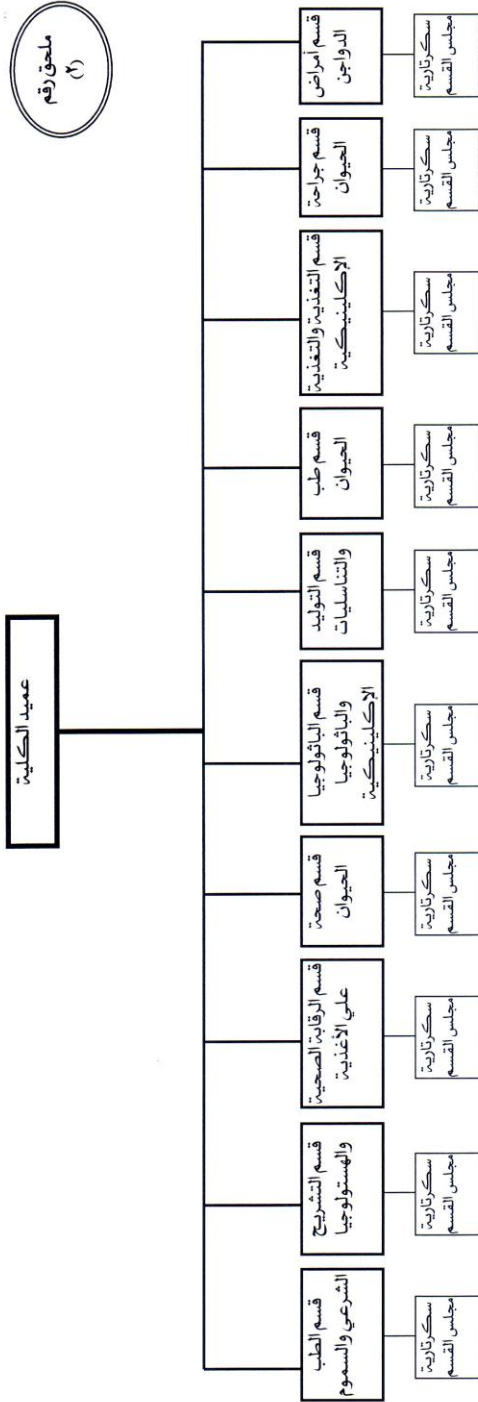 ملحق رقم
(٢)
عميد الكلية
قسم أمراض
الدواجن
قسم جراحة
الحيوان
قسم التغذية والتغذية
الإكلينيكية
قسم طب
الحيوان
قسم التوليد
والتناسليات
قسم الباثولوجيا
والباثولوجيا
الإكلينيكية
قسم صحة
الحيوان
قسم الرقابة الصحية
علي الأغذية
قسم التشريح
والهستولوجيا
قسم الطب
الشرعي والسموم
سكرتارية
مجلس القسم
سكرتارية
مجلس القسم
سكرتارية
مجلس القسم
سكرتارية
مجلس القسم
سكرتارية
مجلس القسم
سكرتارية
مجلس القسم
سكرتارية
مجلس القسم
سكرتارية
مجلس القسم
سكرتارية
مجلس القسم
سكرتارية
مجلس القسم